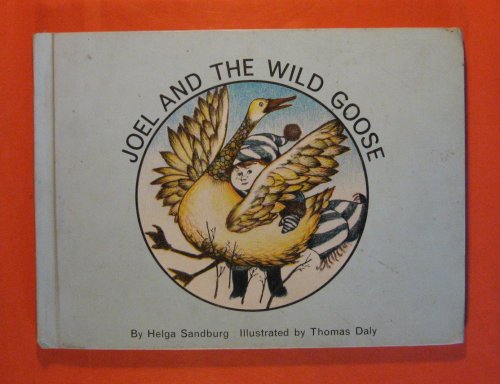 JOEL AND THE WILD GOOSE
By Helga Sandburg Illustrated by Thomas Daly